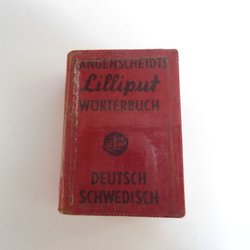 LANGENSCHEIDTS
Lilliput
WÖRTERBUCH
DEUTSCH
SCHWEDISCH